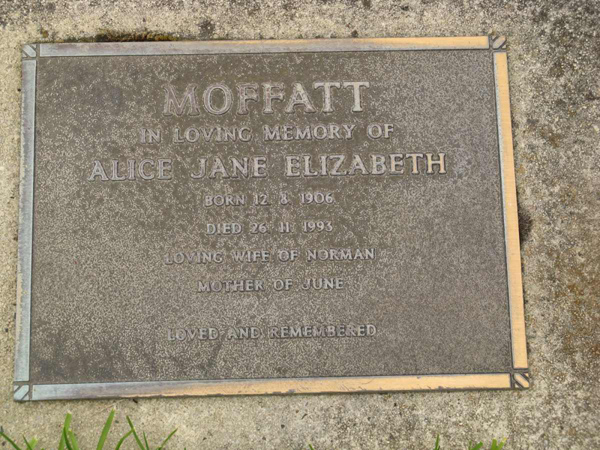 MOFFATT
IN LOVING MEMORY OF
ALICE JANE ELIZABETH
BORN 12. 8. 1906
DIED 26. 11. 1993
LOVING WIFE OF NORMAN
MOTHER OF JUNE
LOVED AND REMEMBERED